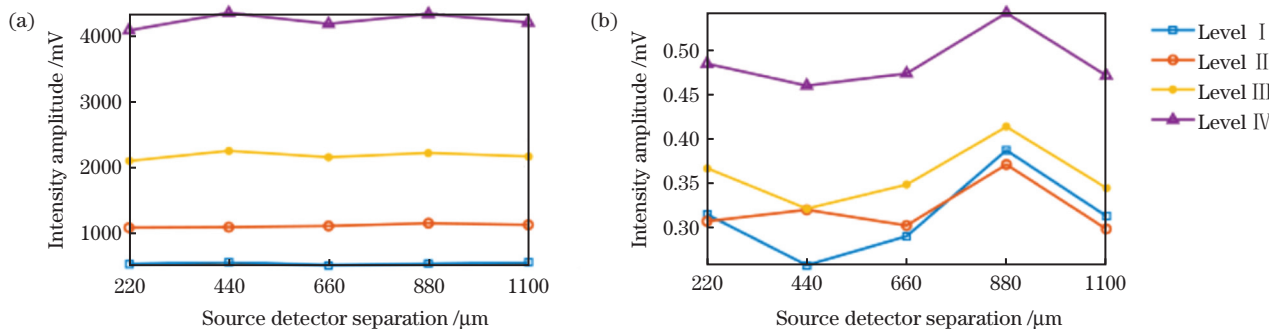 (a)
Intensity amplitude /mV
4000
3000
2000
1000
220 440 660 880 1100
Source detector separation /μm
(b)
Intensity amplitude /mV
0.50
0.45
0.40
0.35
0.30
220 440 660 880 1100
Source detector separation /μm
Level Ⅰ
Level Ⅱ
Level Ⅲ
Level Ⅳ